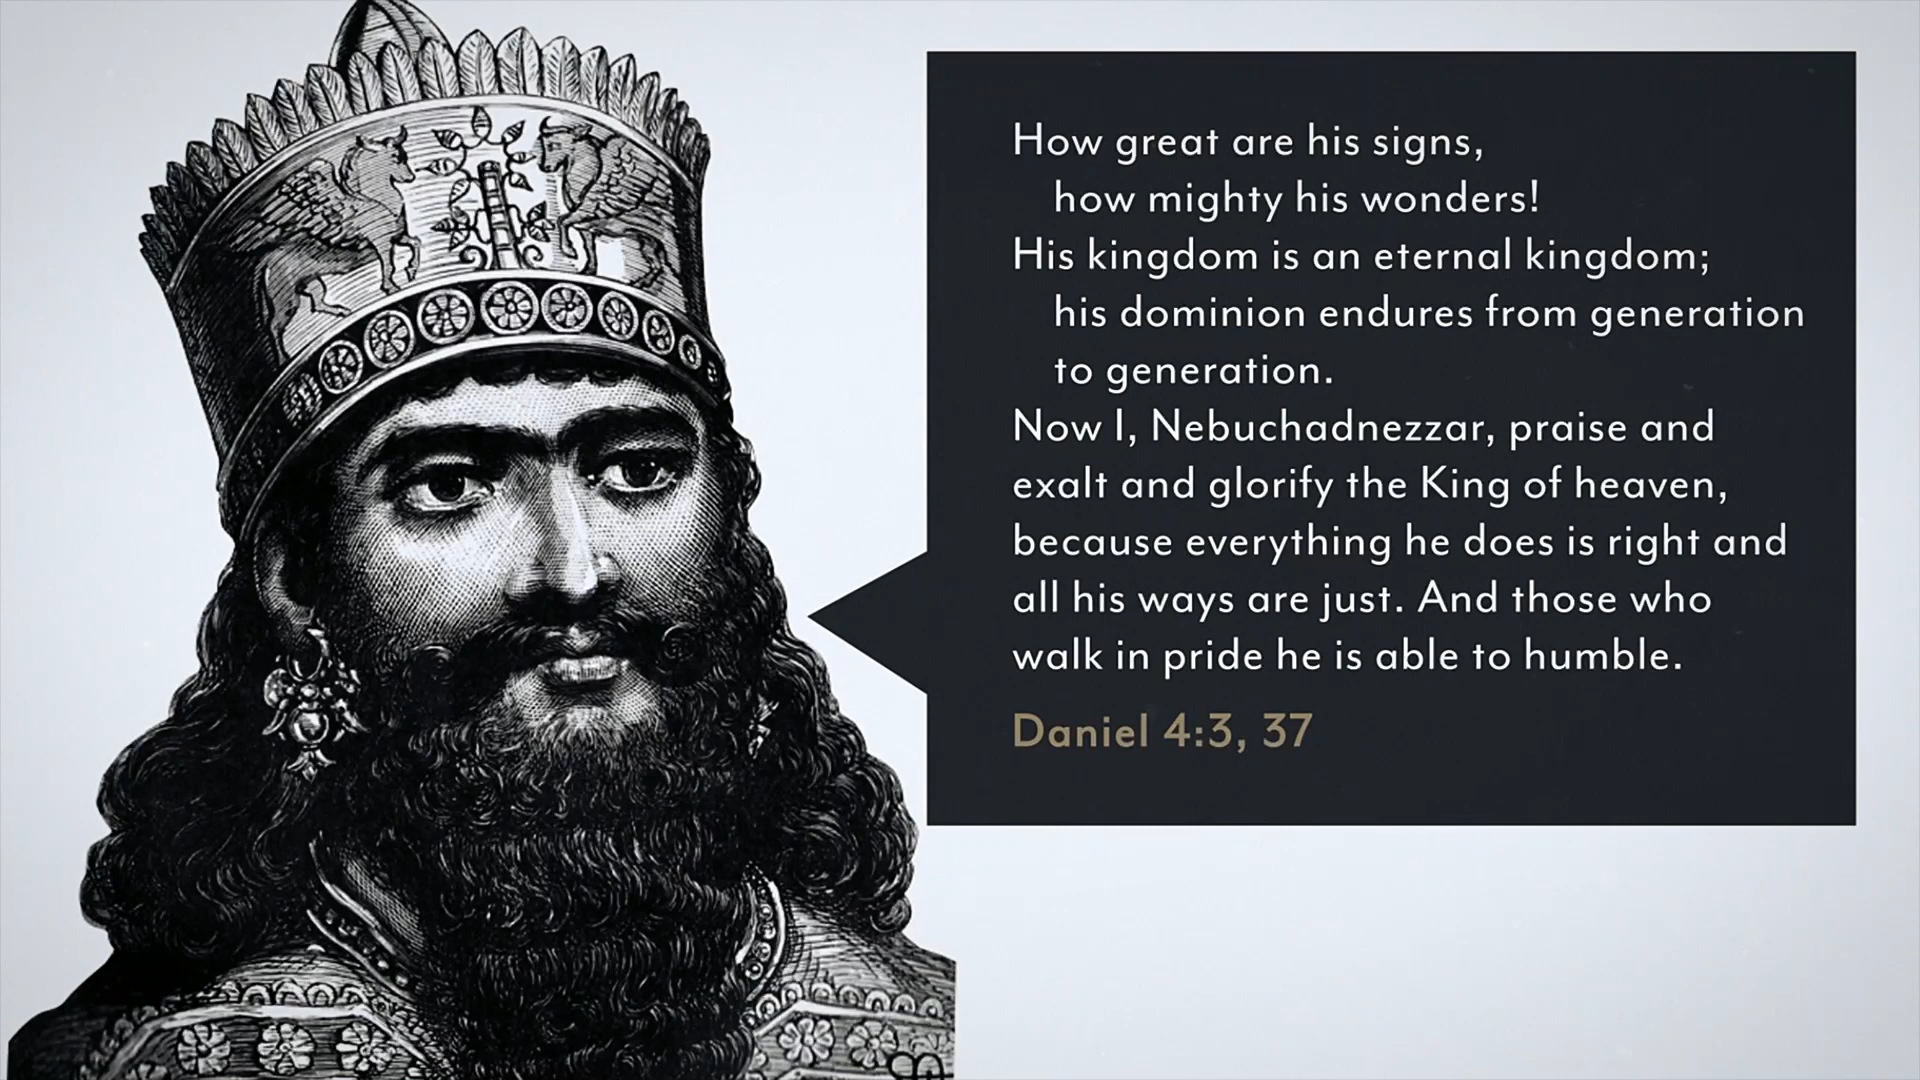 How great are his signs,
how mighty his wonders!
His kingdom is an eternal kingdom;
his dominion endures from generation
to generation.
Now I, Nebuchadnezzar, praise and
exalt and glorify the King of heaven,
because everything he does is right and
all his ways are just. And those who
walk in pride he is able to humble.
Daniel 4:3, 37